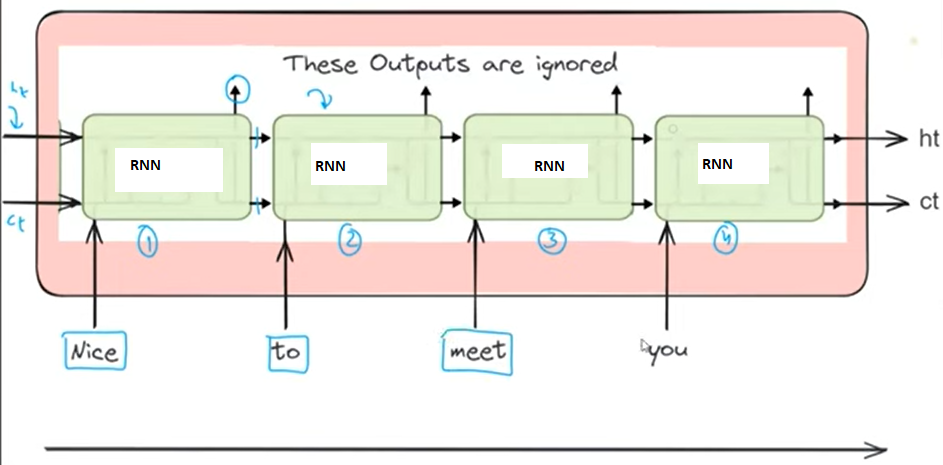 These Outputs are ignored
ht
RNN RNN RNN RNN
ht
ct
ct
1 2 3 4
Nice to meet you